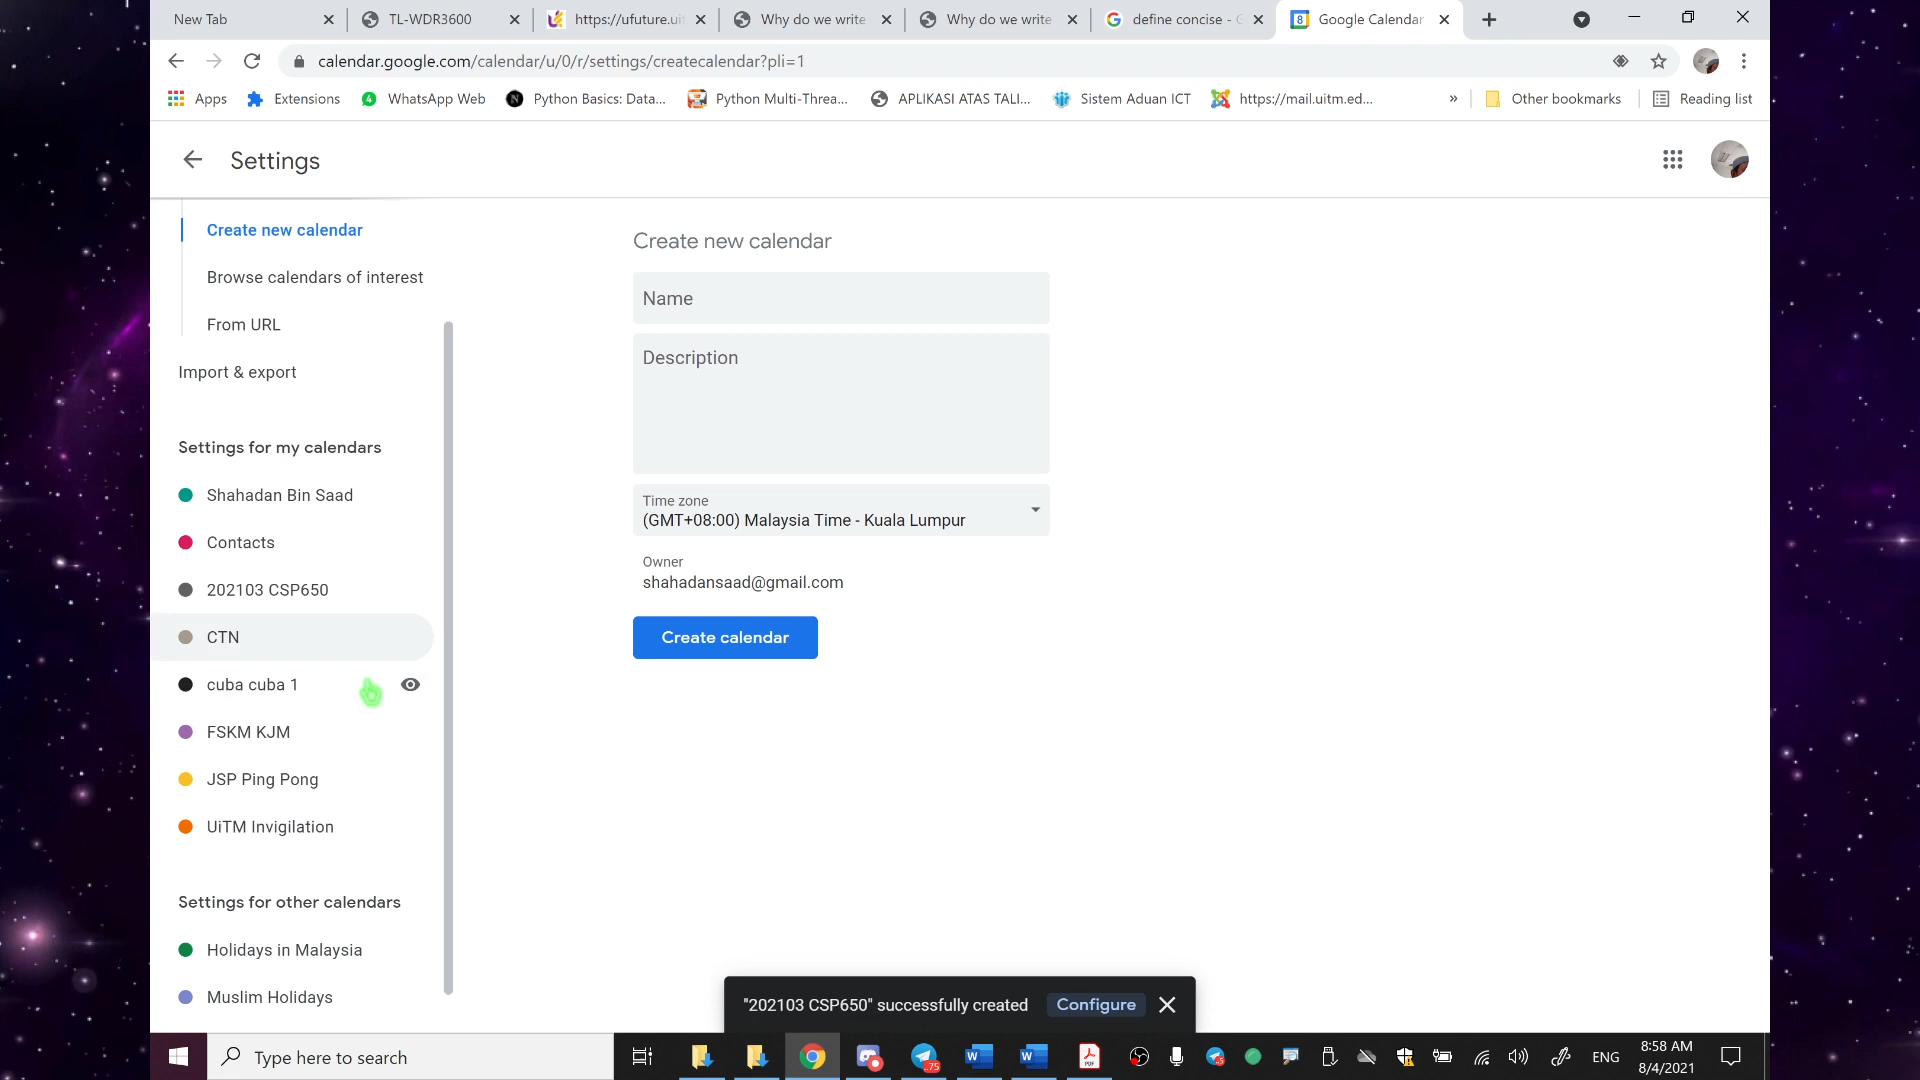 New Tab
TL-WDR3600
https://ufuture.ui
Why do we write
Why do we write
define concise - G
Google Calendar
calendar.google.com/calendar/u/0/r/settings/createcalendar?pli=1
Apps
Extensions
WhatsApp Web
Python Basics: Data...
Python Multi-Threa...
APLIKASI ATAS TALI...
Sistem Aduan ICT
https://mail.uitm.ed...
»
Other bookmarks
Reading list
Settings
Create new calendar
Browse calendars of interest
From URL
Import & export
Settings for my calendars
Shahadan Bin Saad
Contacts
202103 CSP650
CTN
cuba cuba 1
FSKM KJM
JSP Ping Pong
UiTM Invigilation
Settings for other calendars
Holidays in Malaysia
Muslim Holidays
Create new calendar
Name
Description
Time zone
(GMT+08:00) Malaysia Time - Kuala Lumpur
Owner
shahadansaad@gmail.com
Create calendar
"202103 CSP650" successfully created
Configure
Type here to search
ENG
8:58 AM
8/4/2021